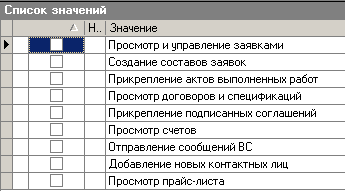 Список значений
Н.. Значение
Просмотр и управление заявками
Создание составов заявок
Прикрепление актов выполненных работ
Просмотр договоров и спецификаций
Прикрепление подписанных соглашений
Просмотр счетов
Отправление сообщений ВС
Добавление новых контактных лиц
Просмотр прайс-листа